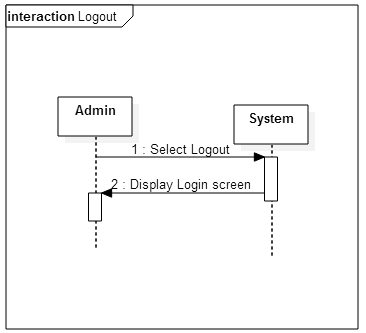 interaction Logout
Admin
System
1 : Select Logout
2 : Display Login screen